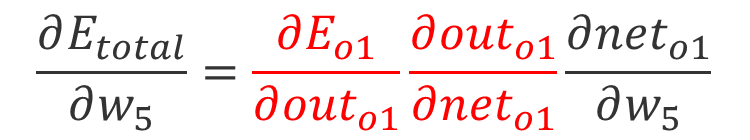 ∂E_total/∂w_5 = ∂E_o1/∂out_o1 ∂out_o1/∂net_o1 ∂net_o1/∂w_5